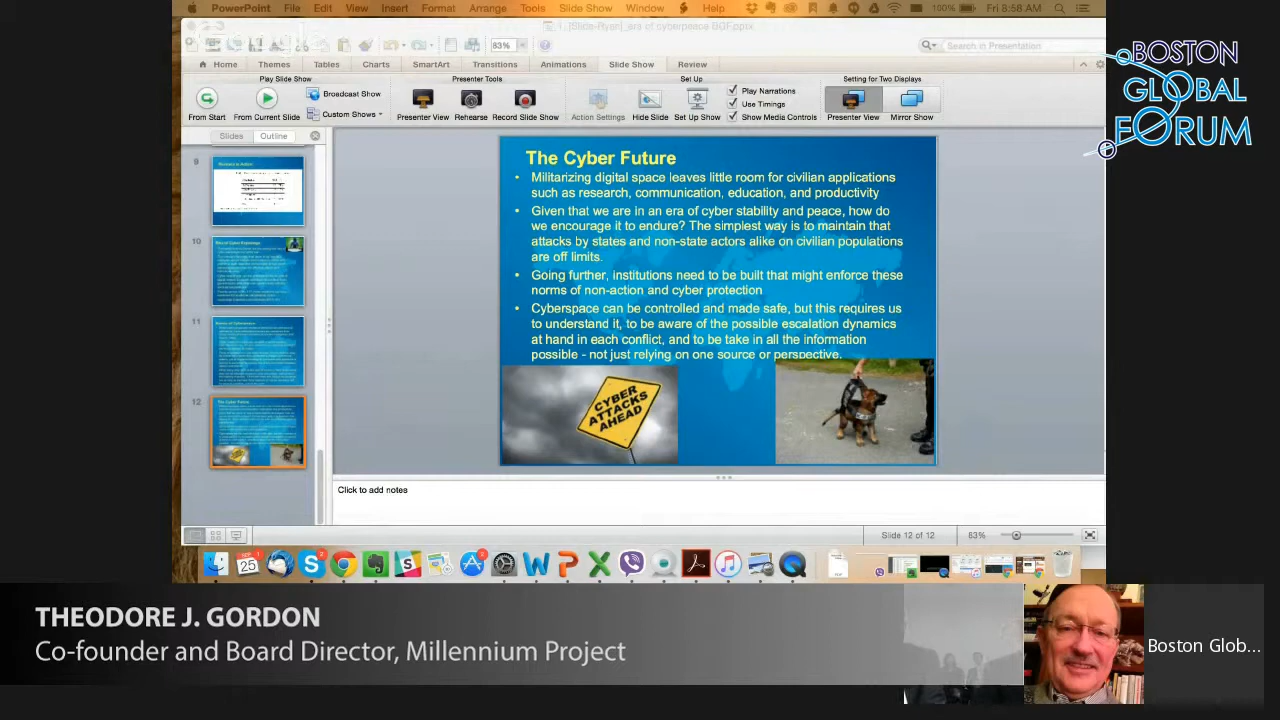 PowerPoint File Edit View Insert Format Arrange Tools Slide Show Window Help 100% Fri 8:58 AM
83% Search in Presentation
Home Themes Tables Charts SmartArt Transitions Animations Slide Show Review
Play Slide Show Presenter Tools Set Up Setting for Two Displays
Broadcast Show
Custom Shows
Play Narrations
Use Timings
Show Media Controls
From Start From Current Slide Presenter View Rehearse Record Slide Show Action Settings Hide Slide Set Up Show Presenter View Mirror Show
Slides Outline
9
10
11
12
The Cyber Future
• Militarizing digital space leaves little room for civilian applications
such as research, communication, education, and productivity
• Given that we are in an era of cyber stability and peace, how do
we encourage it to endure? The simplest way is to maintain that
attacks by states and non-state actors alike on civilian populations
are off limits.
• Going further, institutions need to be built that might enforce these
norms of non-action and cyber protection
• Cyberspace can be controlled and made safe, but this requires us
to understand it, to be aware of the possible escalation dynamics
at hand in each conflict, and to be take in all the information
possible - not just relying on one source or perspective.
CYBER
ATTACKS
AHEAD
Click to add notes
Slide 12 of 12 83%
25
BOSTON
GLOBAL
FORUM
THEODORE J. GORDON
Co-founder and Board Director, Millennium Project
Boston Glob...